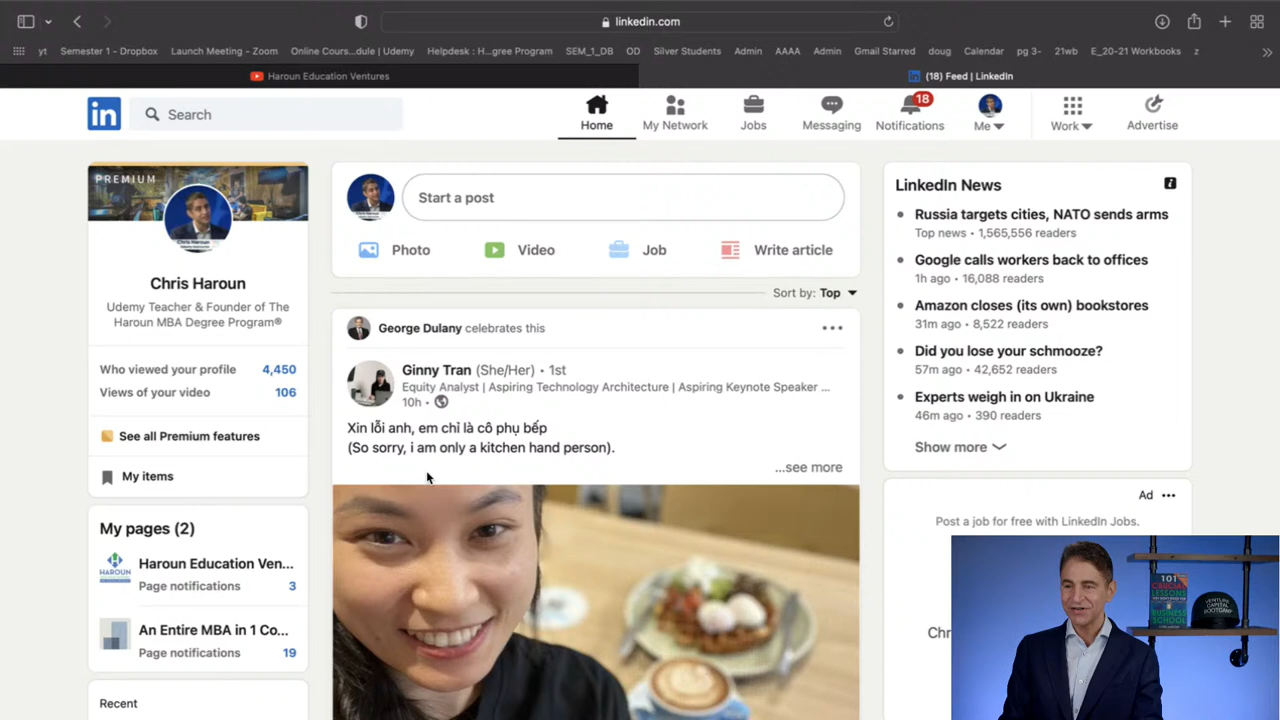 linkedin.com
yt
Semester 1 - Dropbox
Launch Meeting - Zoom
Online Cours...dule | Udemy
Helpdesk : H...gree Program
SEM_1_DB
OD
Silver Students
Admin
AAAA
Admin
Gmail Starred
doug
Calendar
pg 3-
21wb
E_20-21 Workbooks
z
Haroun Education Ventures
(18) Feed | LinkedIn
in
Search
Home
My Network
Jobs
Messaging
18
Notifications
Me
Work
Advertise
PREMIUM
Chris Haroun
Chris Haroun
Udemy Teacher & Founder of The
Haroun MBA Degree Program®
Who viewed your profile 4,450
Views of your video 106
See all Premium features
My items
My pages (2)
HAROUN
Haroun Education Ven...
Page notifications 3
An Entire MBA in 1 Co...
Page notifications 19
Recent
Start a post
Photo
Video
Job
Write article
Sort by: Top
George Dulany celebrates this
Ginny Tran (She/Her) • 1st
Equity Analyst | Aspiring Technology Architecture | Aspiring Keynote Speaker ...
10h •
Xin lỗi anh, em chỉ là cô phụ bếp
(So sorry, i am only a kitchen hand person).
...see more
LinkedIn News
Russia targets cities, NATO sends arms
Top news • 1,565,556 readers
Google calls workers back to offices
1h ago • 16,088 readers
Amazon closes (its own) bookstores
31m ago • 8,522 readers
Did you lose your schmooze?
57m ago • 42,652 readers
Experts weigh in on Ukraine
46m ago • 390 readers
Show more
Ad
Post a job for free with LinkedIn Jobs.
Chr
101
CRUCIAL
LESSONS
BUSINESS
SCHOOL
VENTURE
CAPITAL
BOOTCAMP